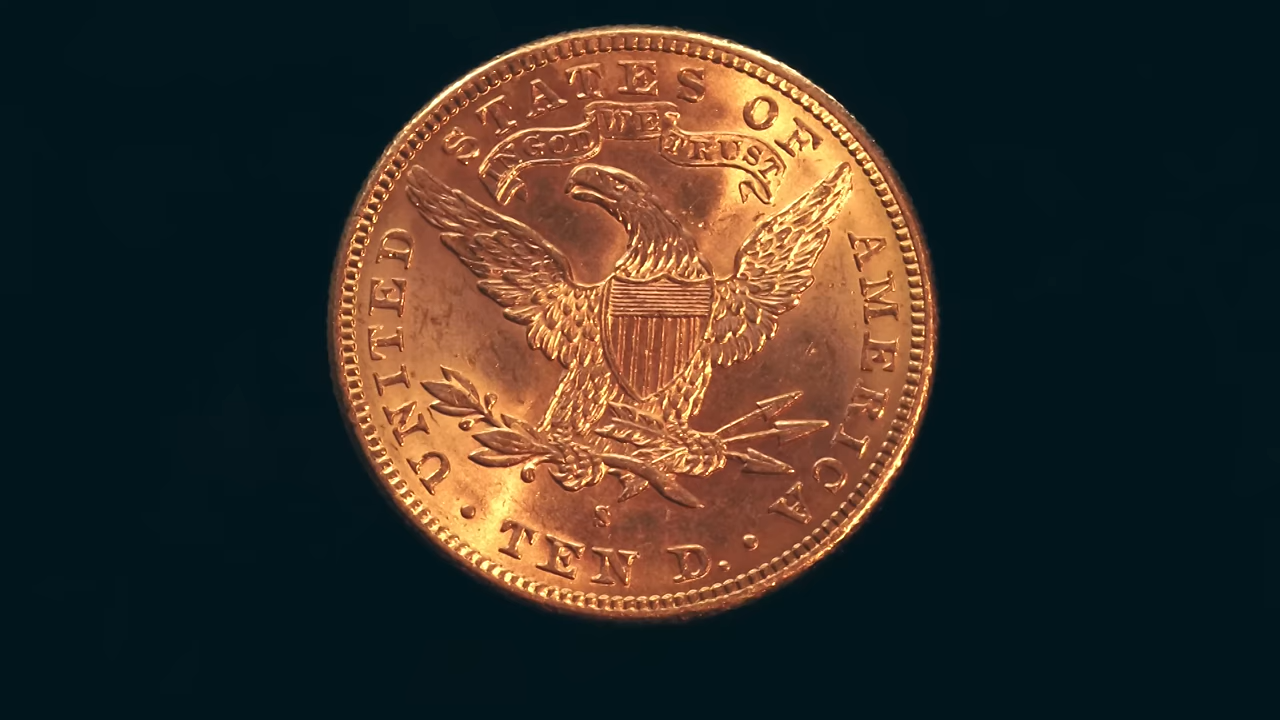 UNITED STATES OF AMERICA
IN GOD WE TRUST
S
· TEN D. ·